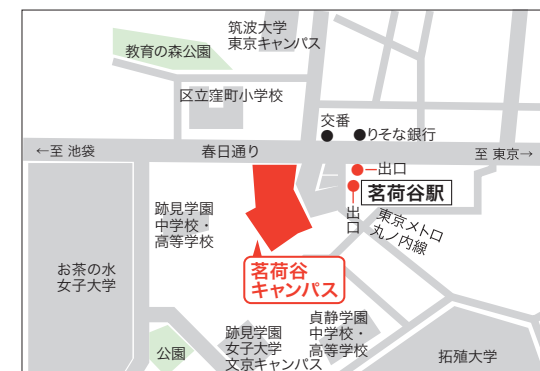 筑波大学
東京キャンパス
教育の森公園
区立窪町小学校
交番
りそな銀行
←至 池袋
春日通り
至 東京→
出口
茗荷谷駅
出口
東京メトロ
丸ノ内線
跡見学園
中学校・
高等学校
お茶の水
女子大学
茗荷谷
キャンパス
公園
跡見学園
女子大学
文京キャンパス
貞静学園
中学校・
高等学校
拓殖大学